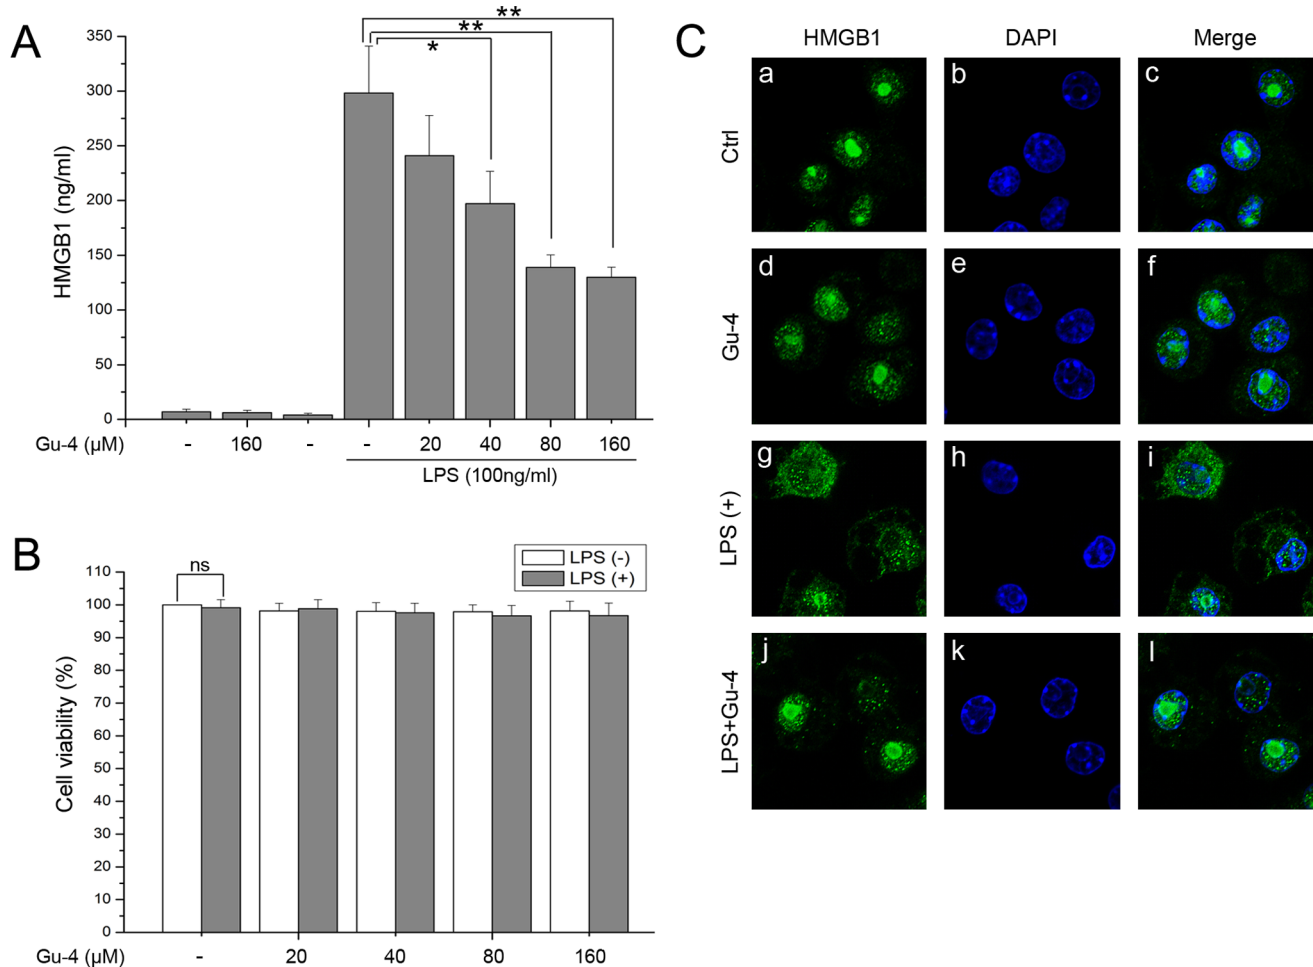 A
HMGB1 (ng/ml)
350
300
250
200
150
100
50
0
**
**
*
Gu-4 (μM)
- 160 - - 20 40 80 160
LPS (100ng/ml)
B
Cell viability (%)
110
100
90
80
70
60
50
40
30
20
10
0
ns
LPS (-)
LPS (+)
Gu-4 (μM)
- 20 40 80 160
C
HMGB1 DAPI Merge
Ctrl
a b c
Gu-4
d e f
LPS (+)
g h i
LPS+Gu-4
j k l